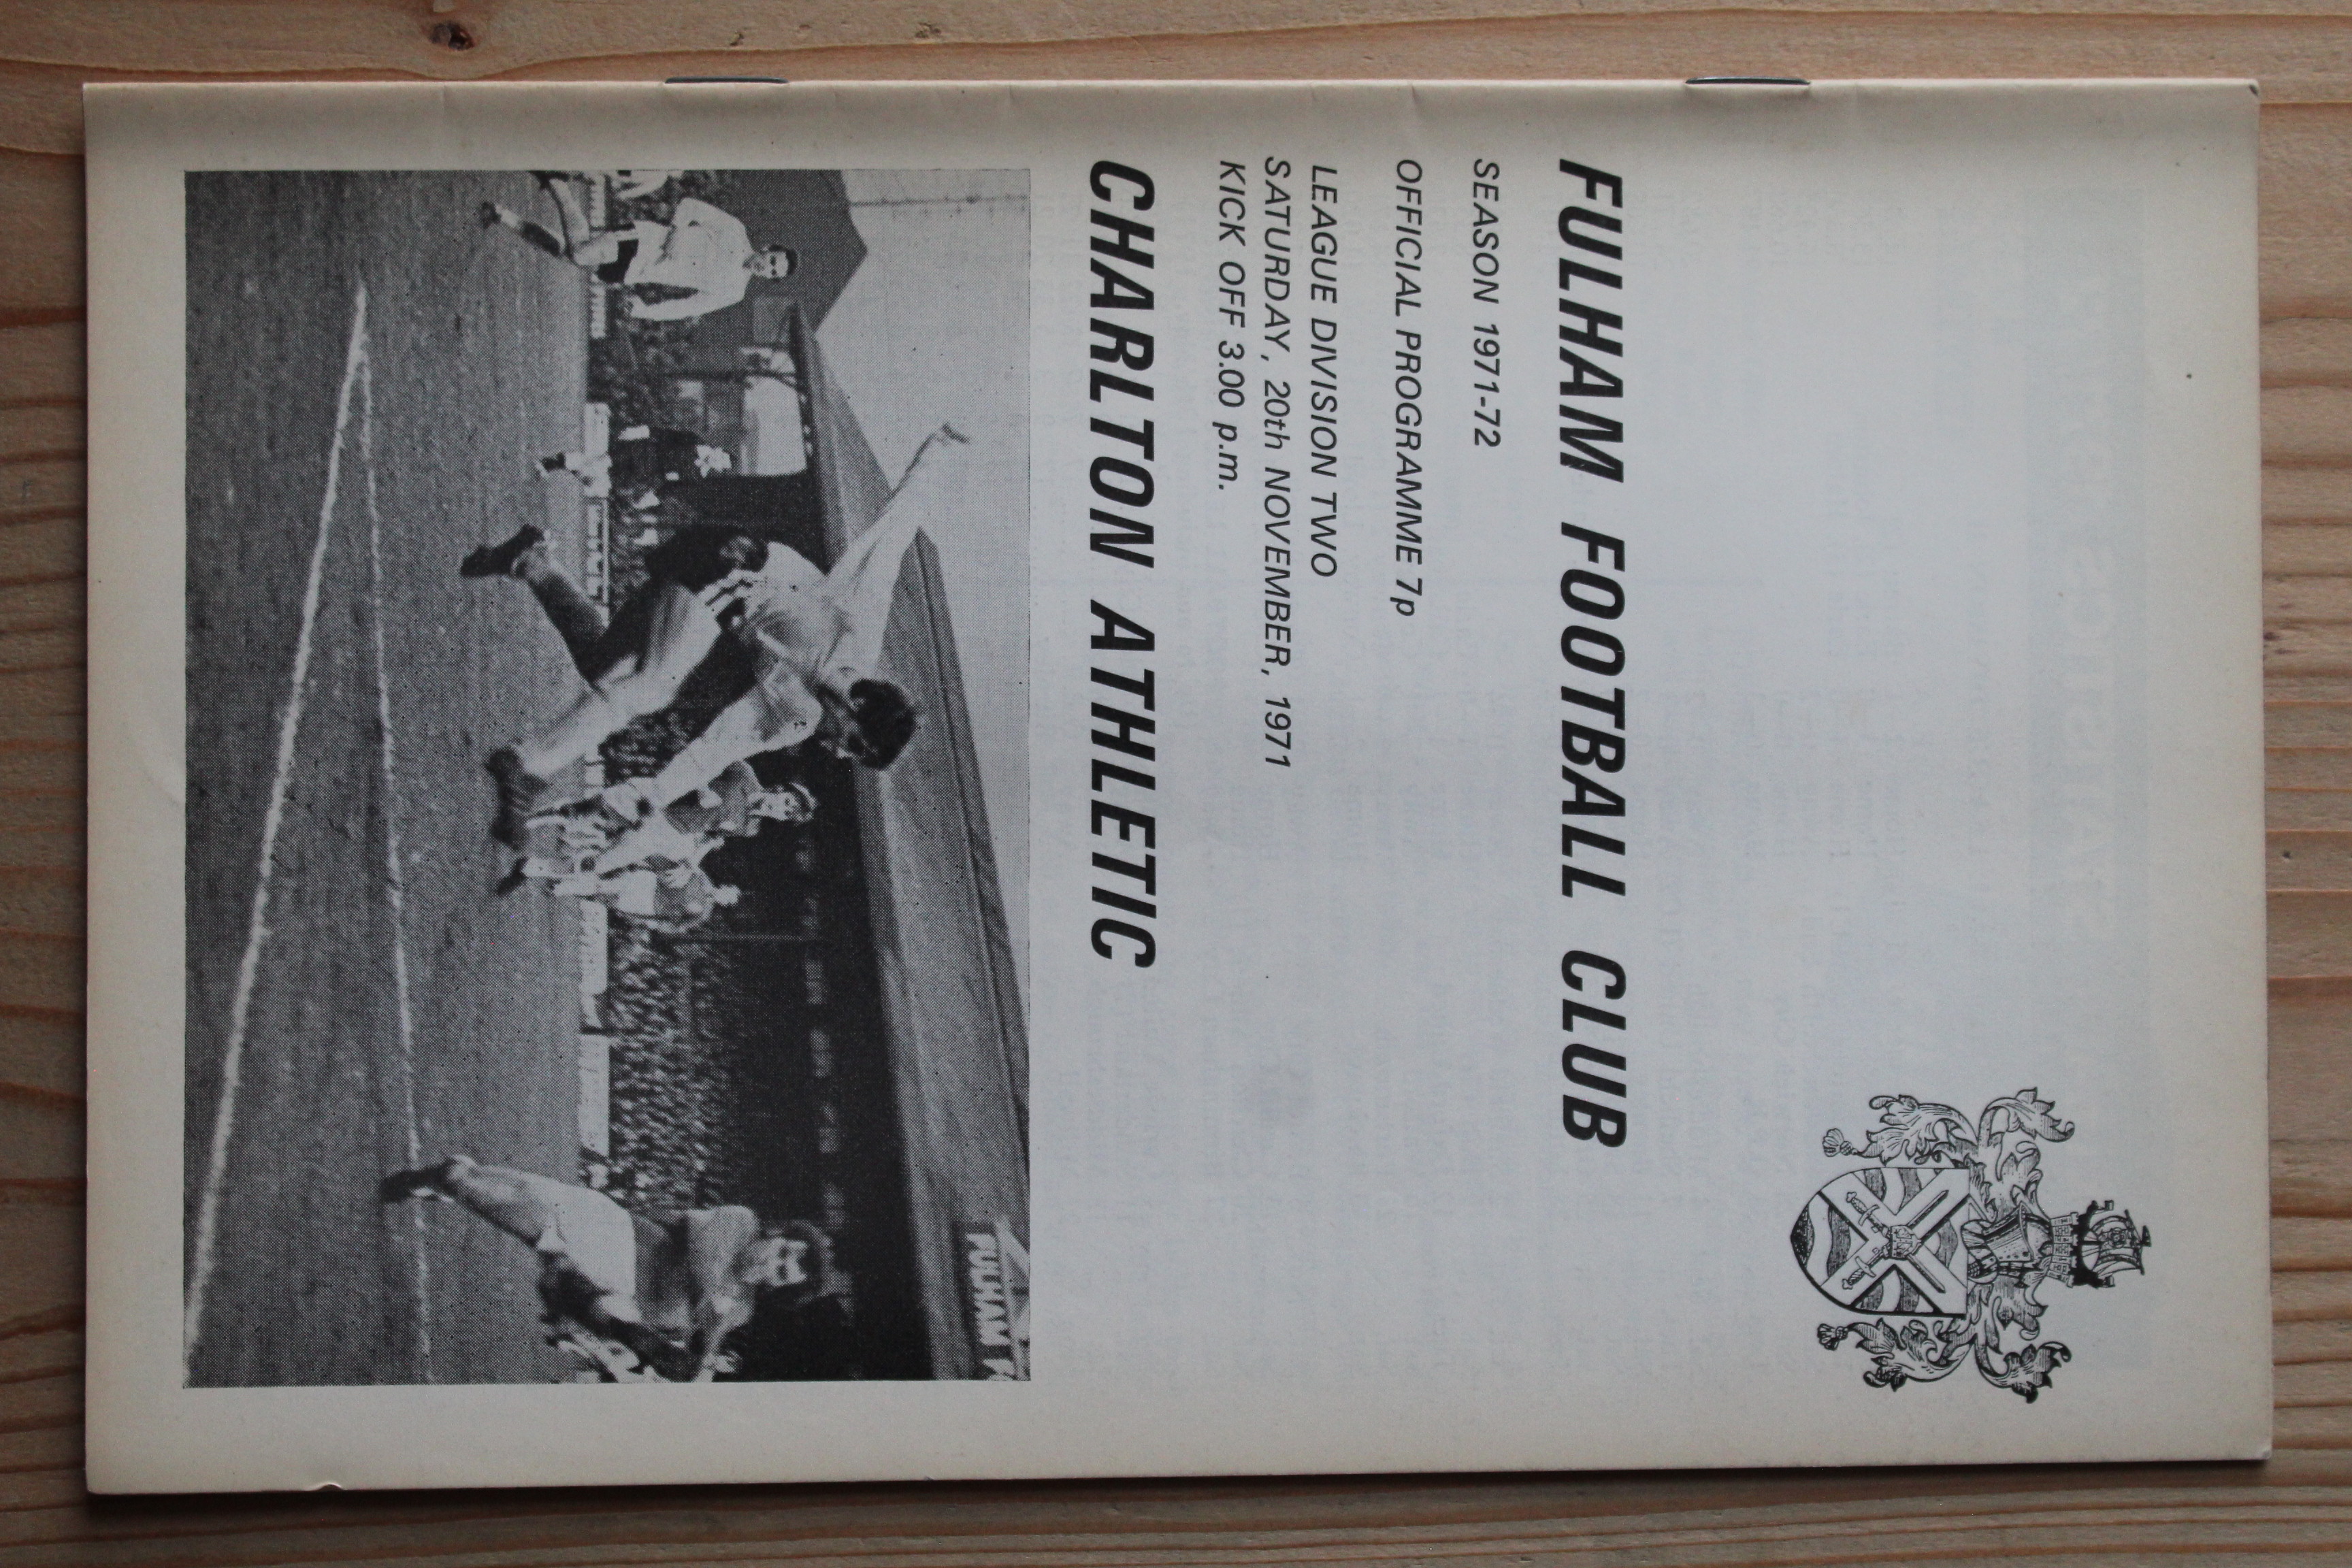 FULHAM FOOTBALL CLUB
SEASON 1971-72
OFFICIAL PROGRAMME 7p
LEAGUE DIVISION TWO
SATURDAY, 20th NOVEMBER, 1971
KICK OFF 3.00 p.m.
CHARLTON ATHLETIC
FULHAM